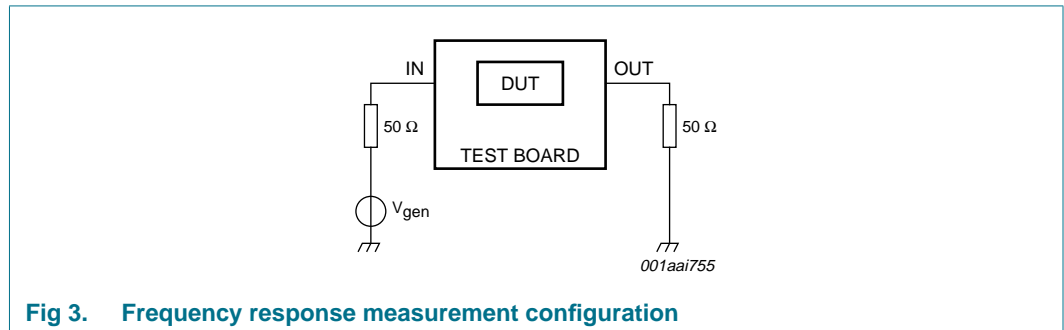 IN
OUT
DUT
50 Ω
50 Ω
TEST BOARD
Vgen
001aai755
Fig 3. Frequency response measurement configuration